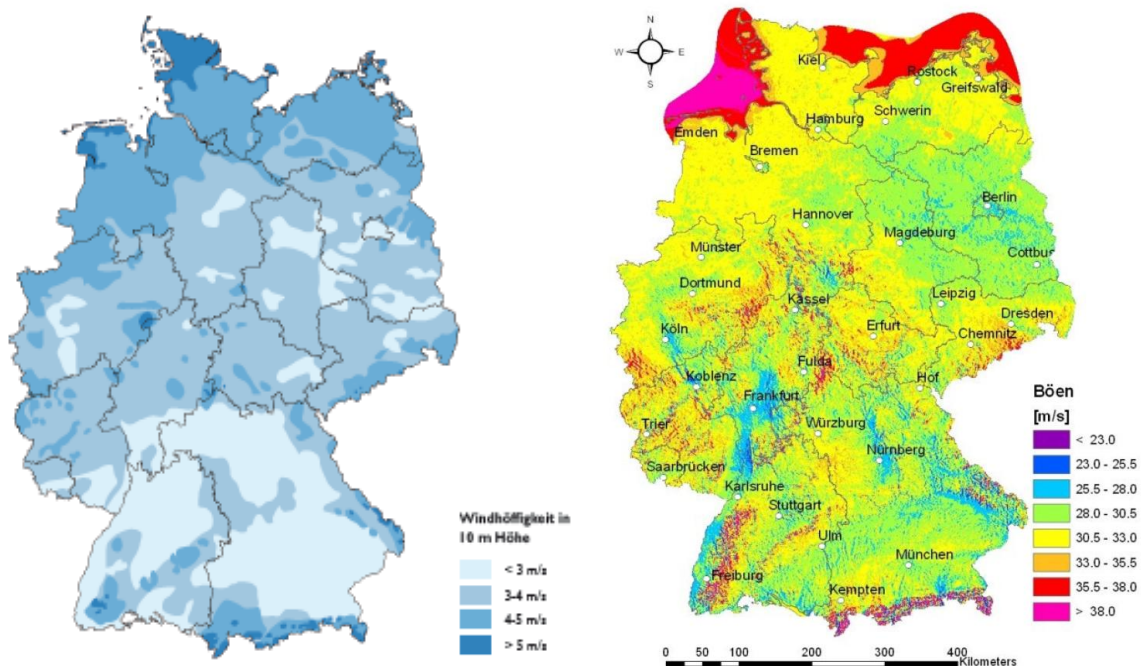 Windhöffigkeit in
10 m Höhe
< 3 m/s
3-4 m/s
4-5 m/s
> 5 m/s
N
W E
S
Kiel
Rostock
Greifswald
Schwerin
Hamburg
Emden
Bremen
Berlin
Hannover
Magdeburg
Münster
Cottbus
Dortmund
Leipzig
Kassel
Dresden
Erfurt
Chemnitz
Köln
Fulda
Hof
Koblenz
Frankfurt
Trier
Würzburg
Nürnberg
Saarbrücken
Karlsruhe
Stuttgart
Ulm
München
Freiburg
Kempten
Böen
[m/s]
< 23.0
23.0 - 25.5
25.5 - 28.0
28.0 - 30.5
30.5 - 33.0
33.0 - 35.5
35.5 - 38.0
> 38.0
0 50 100 200 300 400
Kilometers